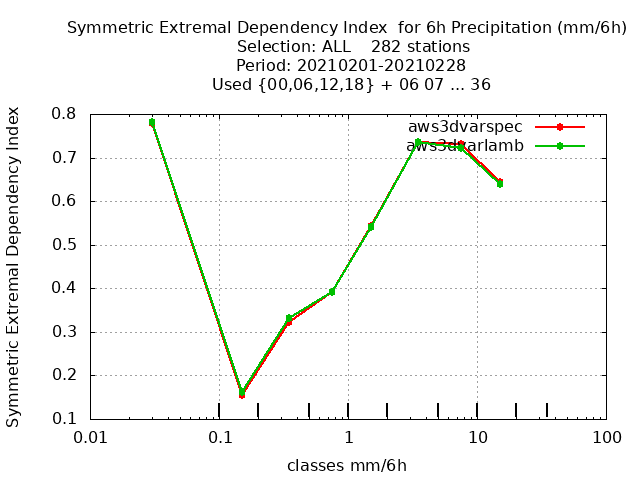 Symmetric Extremal Dependency Index  for 6h Precipitation (mm/6h)
Selection: ALL    282 stations
Period: 20210201-20210228
Used {00,06,12,18} + 06 07 ... 36
Symmetric Extremal Dependency Index
0.8
0.7
0.6
0.5
0.4
0.3
0.2
0.1
aws3dvarspec
aws3dvarlamb
0.01 0.1 1 10 100
classes mm/6h